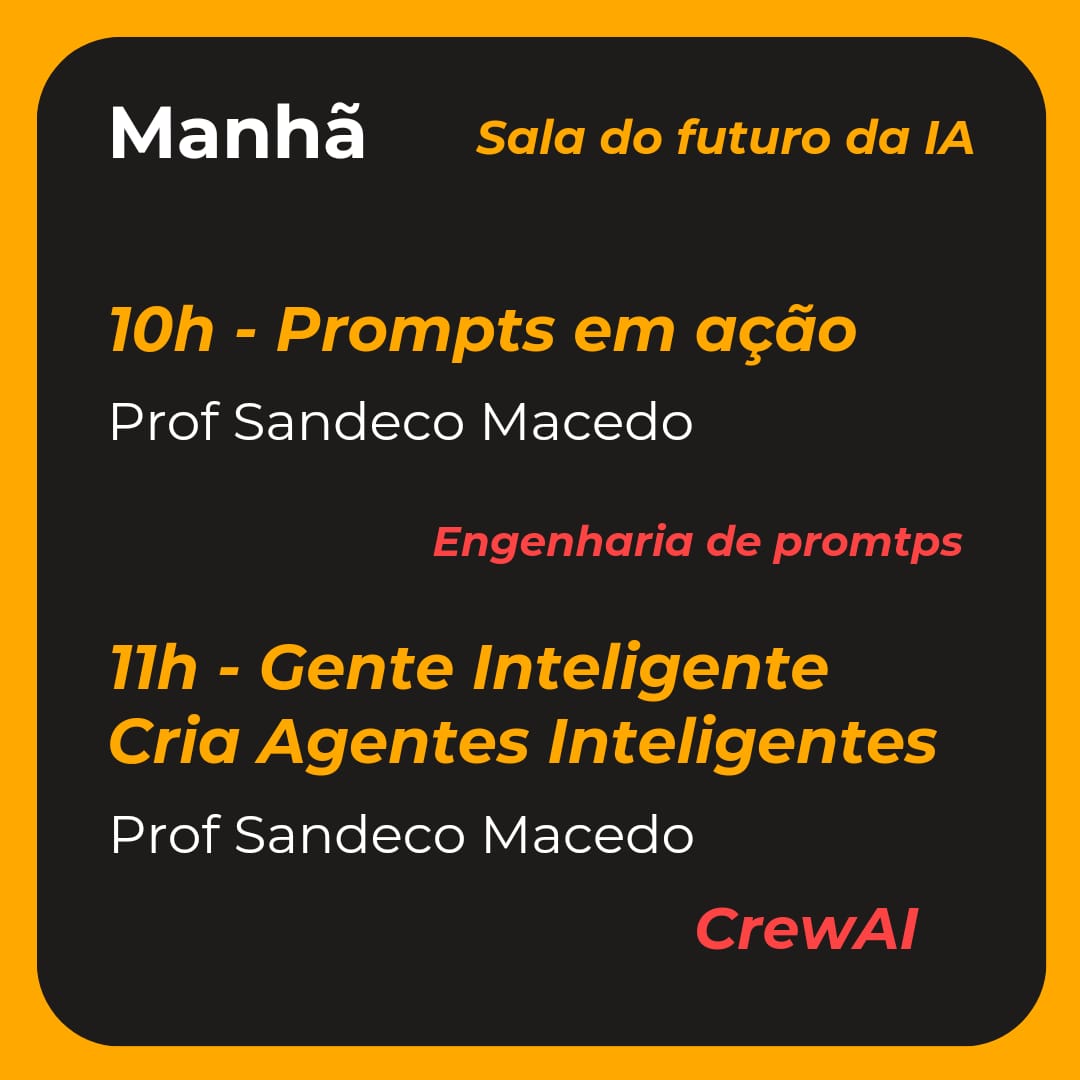 Manhã
Sala do futuro da IA
10h - Prompts em ação
Prof Sandeco Macedo
Engenharia de promtps
11h - Gente Inteligente
Cria Agentes Inteligentes
Prof Sandeco Macedo
CrewAI